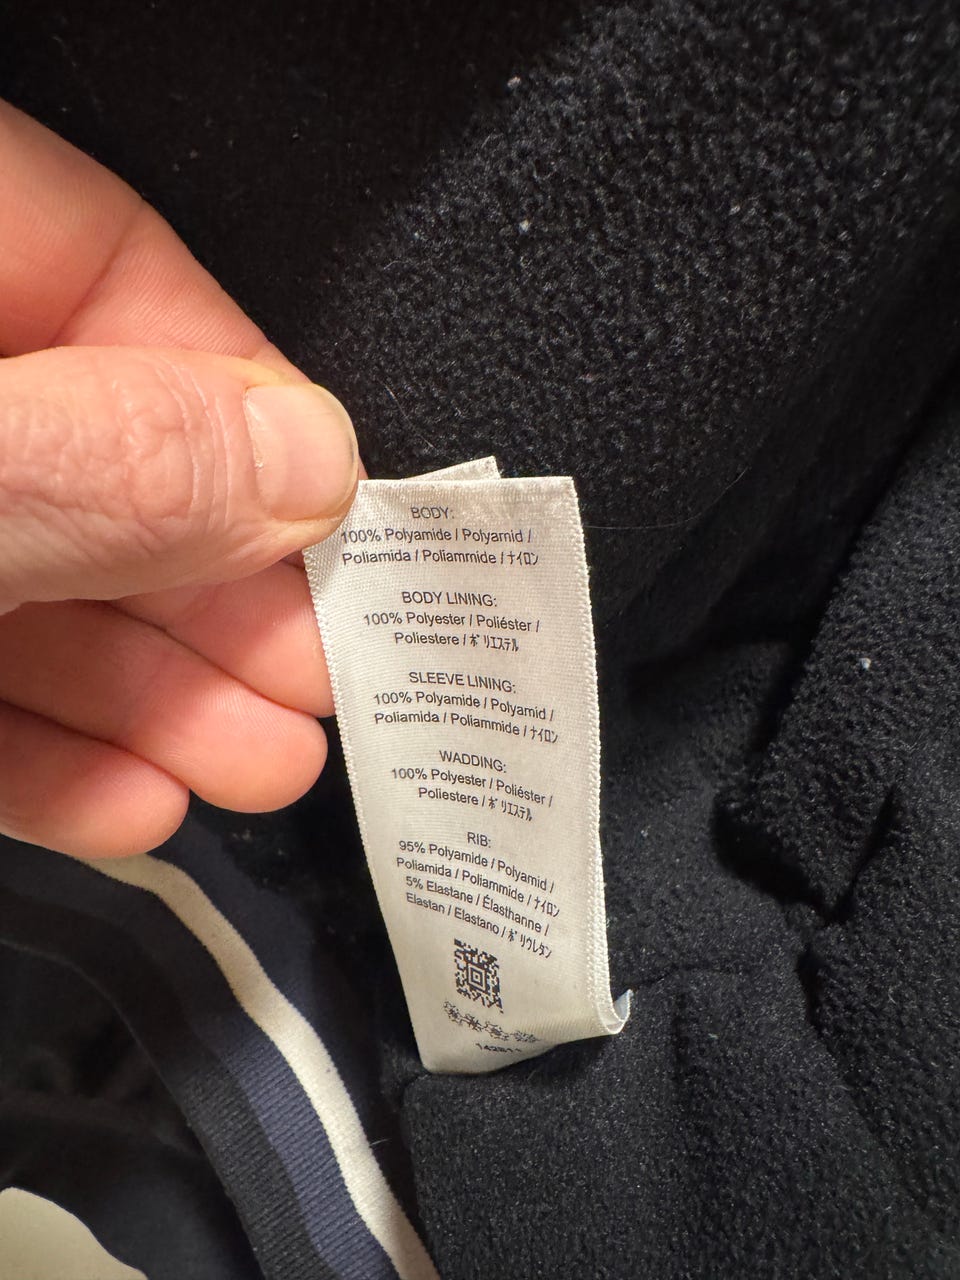 BODY:
100% Polyamide / Polyamid /
Poliamida / Poliammide / ナイロン
BODY LINING:
100% Polyester / Poliéster /
Poliestere / ポリエステル
SLEEVE LINING:
100% Polyamide / Polyamid /
Poliamida / Poliammide / ナイロン
WADDING:
100% Polyester / Poliéster /
Poliestere / ポリエステル
RIB:
95% Polyamide / Polyamid /
Poliamida / Poliammide / ナイロン
5% Elastane / Élasthanne /
Elastan / Elastano / ポリウレタン